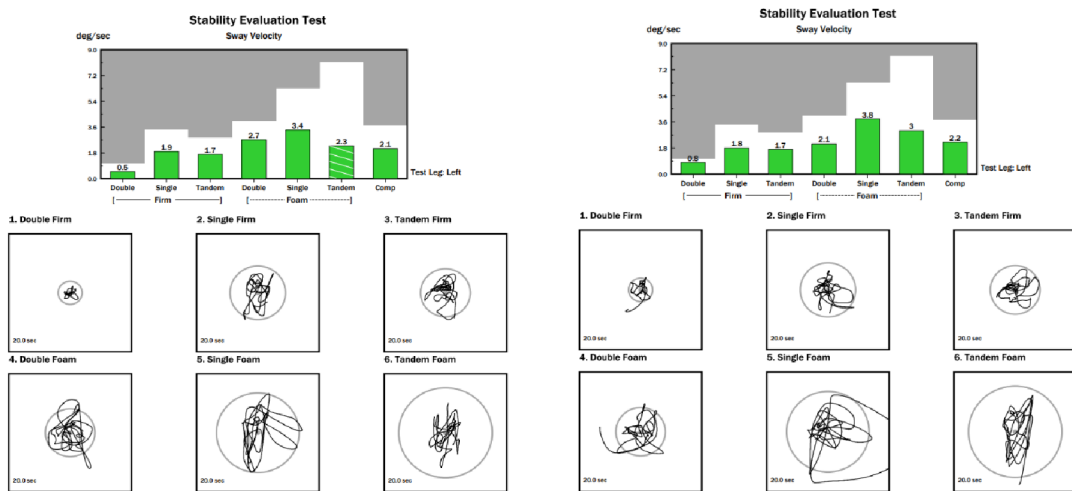 Stability Evaluation Test
deg/sec
Sway Velocity
9.0
7.2
5.4
3.6
1.8
0.0
0.5
1.9
1.7
2.7
3.4
2.3
2.1
Test Leg: Left
Double Single Tandem Double Single Tandem Comp
[ Firm ] [ Foam ]
1. Double Firm
2. Single Firm
3. Tandem Firm
20.0 sec
20.0 sec
20.0 sec
4. Double Foam
5. Single Foam
6. Tandem Foam
20.0 sec
20.0 sec
20.0 sec
Stability Evaluation Test
deg/sec
Sway Velocity
9.0
7.2
5.4
3.6
1.8
0.0
0.8
1.8
1.7
2.1
3.8
3
2.2
Test Leg: Left
Double Single Tandem Double Single Tandem Comp
[ Firm ] [ Foam ]
1. Double Firm
2. Single Firm
3. Tandem Firm
20.0 sec
20.0 sec
20.0 sec
4. Double Foam
5. Single Foam
6. Tandem Foam
20.0 sec
20.0 sec
20.0 sec